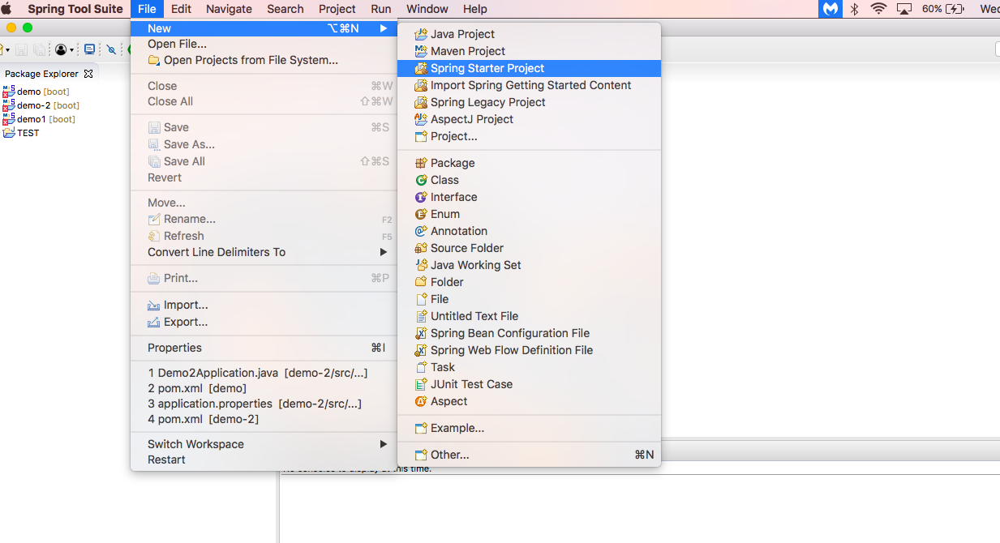 Spring Tool Suite File Edit Navigate Search Project Run Window Help 60% Wed
New ⌥⌘N ▶
Open File...
Open Projects from File System...
Close ⌘W
Close All ⇧⌘W
Save ⌘S
Save As...
Save All ⇧⌘S
Revert
Move...
Rename... F2
Refresh F5
Convert Line Delimiters To ▶
Print... ⌘P
Import...
Export...
Properties ⌘I
1 Demo2Application.java [demo-2/src/...]
2 pom.xml [demo]
3 application.properties [demo-2/src/...]
4 pom.xml [demo-2]
Switch Workspace ▶
Restart
Java Project
Maven Project
Spring Starter Project
Import Spring Getting Started Content
Spring Legacy Project
AspectJ Project
Project...
Package
Class
Interface
Enum
Annotation
Source Folder
Java Working Set
Folder
File
Untitled Text File
Spring Bean Configuration File
Spring Web Flow Definition File
Task
JUnit Test Case
Aspect
Example...
Other... ⌘N
Package Explorer
demo [boot]
demo-2 [boot]
demo1 [boot]
TEST
No consoles to display at this time.